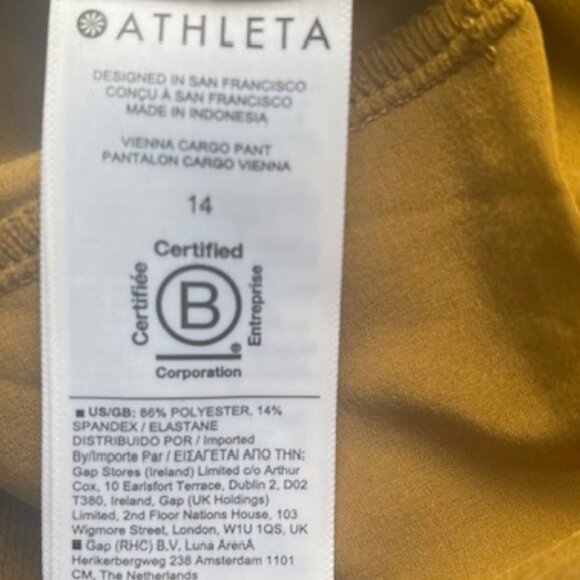 ATHLETA
DESIGNED IN SAN FRANCISCO
CONÇU À SAN FRANCISCO
MADE IN INDONESIA
VIENNA CARGO PANT
PANTALON CARGO VIENNA
14
Certified
Certifiée
B
Entreprise
®
Corporation
US/GB: 86% POLYESTER, 14%
SPANDEX / ELASTANE
DISTRIBUIDO POR / Imported
By/Importe Par / ΕΙΣΑΓΕΤΑΙ ΑΠΟ ΤΗΝ:
Gap Stores (Ireland) Limited c/o Arthur
Cox, 10 Earlsfort Terrace, Dublin 2, D02
T380, Ireland, Gap (UK Holdings)
Limited, 2nd Floor Nations House, 103
Wigmore Street, London, W1U 1QS, UK
Gap (RHC) B.V. Luna ArenA
Herikerbergweg 238 Amsterdam 1101
CM, The Netherlands